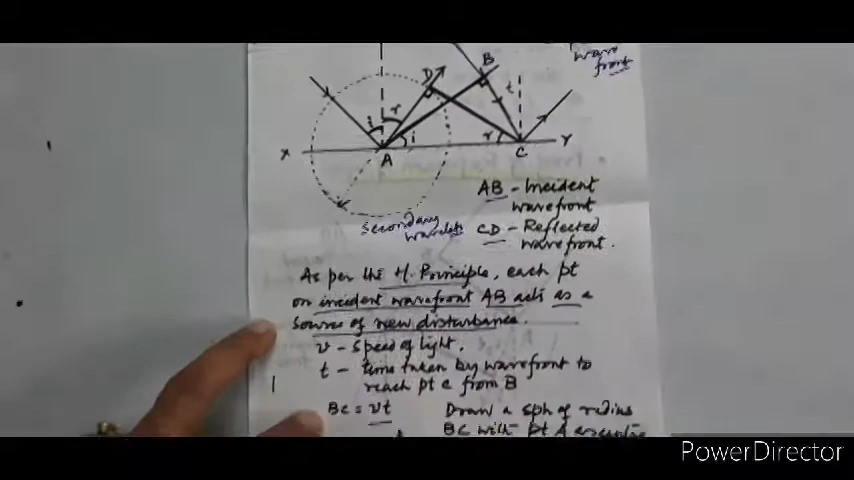 wave
front
D
B
t
i
r
i
r
X
A
C
Y
AB - Incident
wavefront
Secondary
wavelets
CD - Reflected
wavefront.
As per the H. Principle, each pt
on incident wavefront AB acts as a
source of new disturbance.
v - speed of light.
t - time taken by wavefront to
reach pt C from B
BC = vt
Draw a sph of radius
BC with pt A as centre
PowerDirector